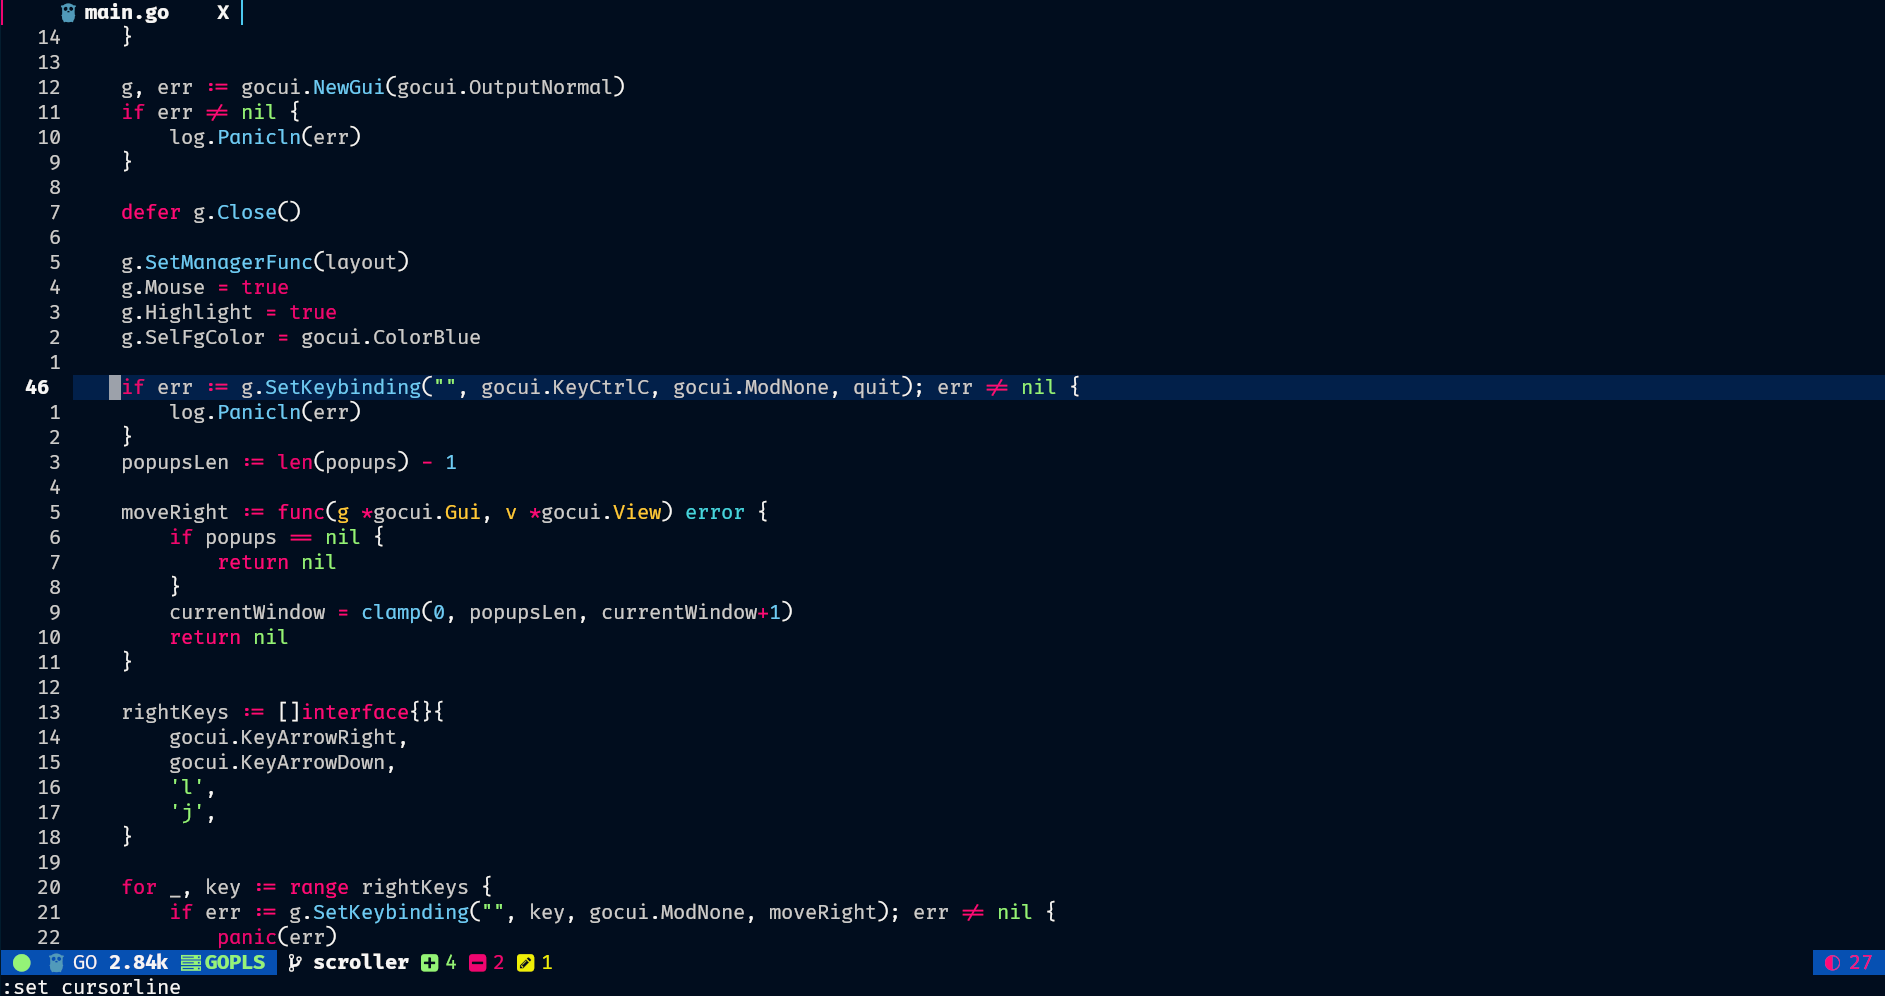 main.go X
14 }
13
12 g, err := gocui.NewGui(gocui.OutputNormal)
11 if err != nil {
10 log.Panicln(err)
9 }
8
7 defer g.Close()
6
5 g.SetManagerFunc(layout)
4 g.Mouse = true
3 g.Highlight = true
2 g.SelFgColor = gocui.ColorBlue
1
46 if err := g.SetKeybinding("", gocui.KeyCtrlC, gocui.ModNone, quit); err != nil {
1 log.Panicln(err)
2 }
3 popupsLen := len(popups) - 1
4
5 moveRight := func(g *gocui.Gui, v *gocui.View) error {
6 if popups == nil {
7 return nil
8 }
9 currentWindow = clamp(0, popupsLen, currentWindow+1)
10 return nil
11 }
12
13 rightKeys := []interface{}{
14 gocui.KeyArrowRight,
15 gocui.KeyArrowDown,
16 'l',
17 'j',
18 }
19
20 for _, key := range rightKeys {
21 if err := g.SetKeybinding("", key, gocui.ModNone, moveRight); err != nil {
22 panic(err)
GO 2.84k GOPLS scroller 4 2 1 27
:set cursorline